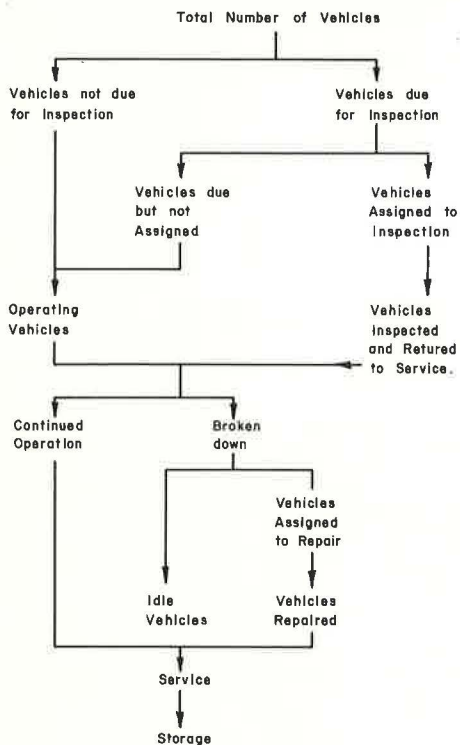 Total Number of Vehicles
Vehicles not due
for Inspection
Vehicles due
for Inspection
Vehicles due
but not
Assigned
Vehicles
Assigned to
Inspection
Operating
Vehicles
Vehicles
Inspected
and Retured
to Service.
Continued
Operation
Broken
down
Vehicles
Assigned
to Repair
Idle
Vehicles
Vehicles
Repaired
Service
Storage